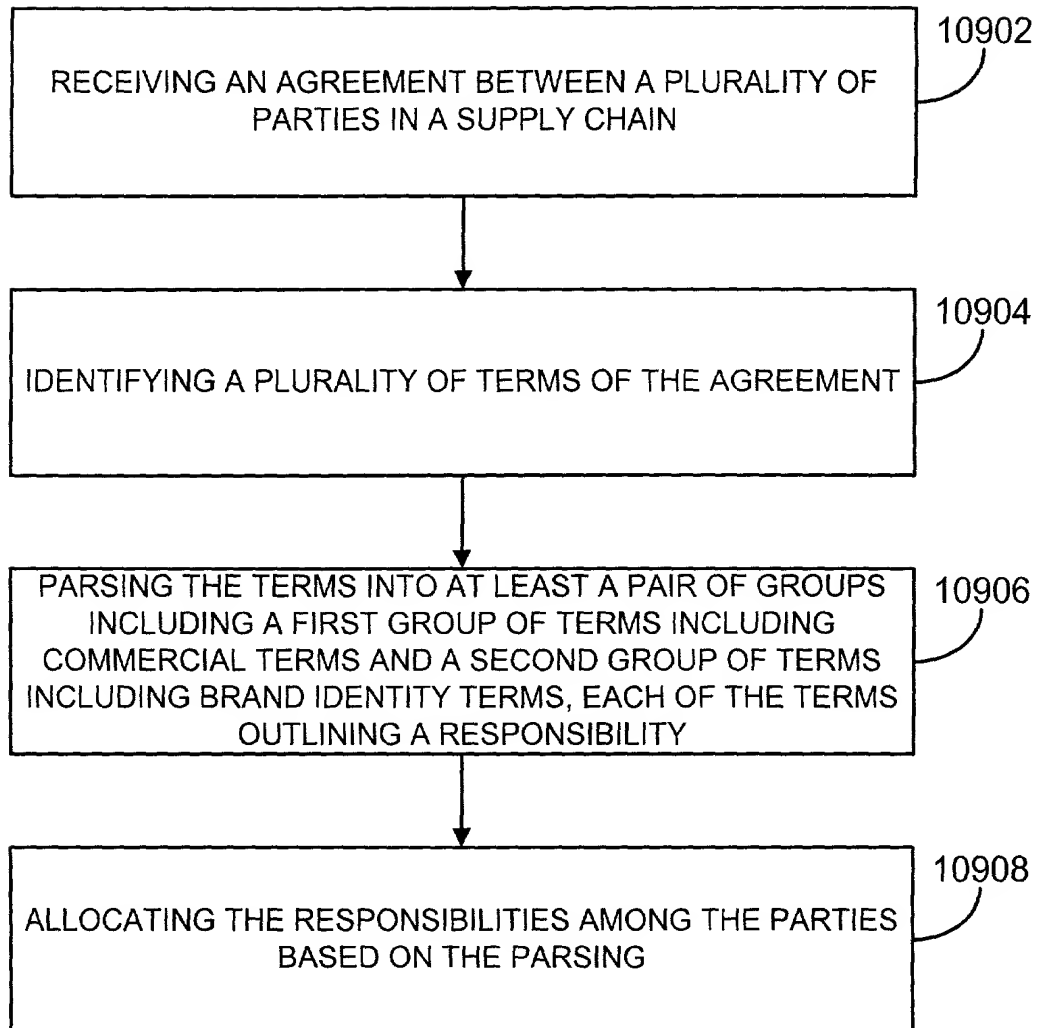 10902
RECEIVING AN AGREEMENT BETWEEN A PLURALITY OF
PARTIES IN A SUPPLY CHAIN
10904
IDENTIFYING A PLURALITY OF TERMS OF THE AGREEMENT
10906
PARSING THE TERMS INTO AT LEAST A PAIR OF GROUPS
INCLUDING A FIRST GROUP OF TERMS INCLUDING
COMMERCIAL TERMS AND A SECOND GROUP OF TERMS
INCLUDING BRAND IDENTITY TERMS, EACH OF THE TERMS
OUTLINING A RESPONSIBILITY
10908
ALLOCATING THE RESPONSIBILITIES AMONG THE PARTIES
BASED ON THE PARSING